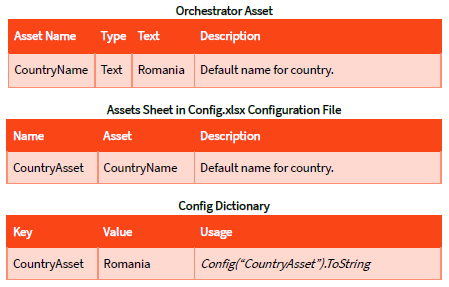 Orchestrator Asset
Asset Name Type Text Description
CountryName Text Romania Default name for country.
Assets Sheet in Config.xlsx Configuration File
Name Asset Description
CountryAsset CountryName Default name for country.
Config Dictionary
Key Value Usage
CountryAsset Romania Config(“CountryAsset”).ToString